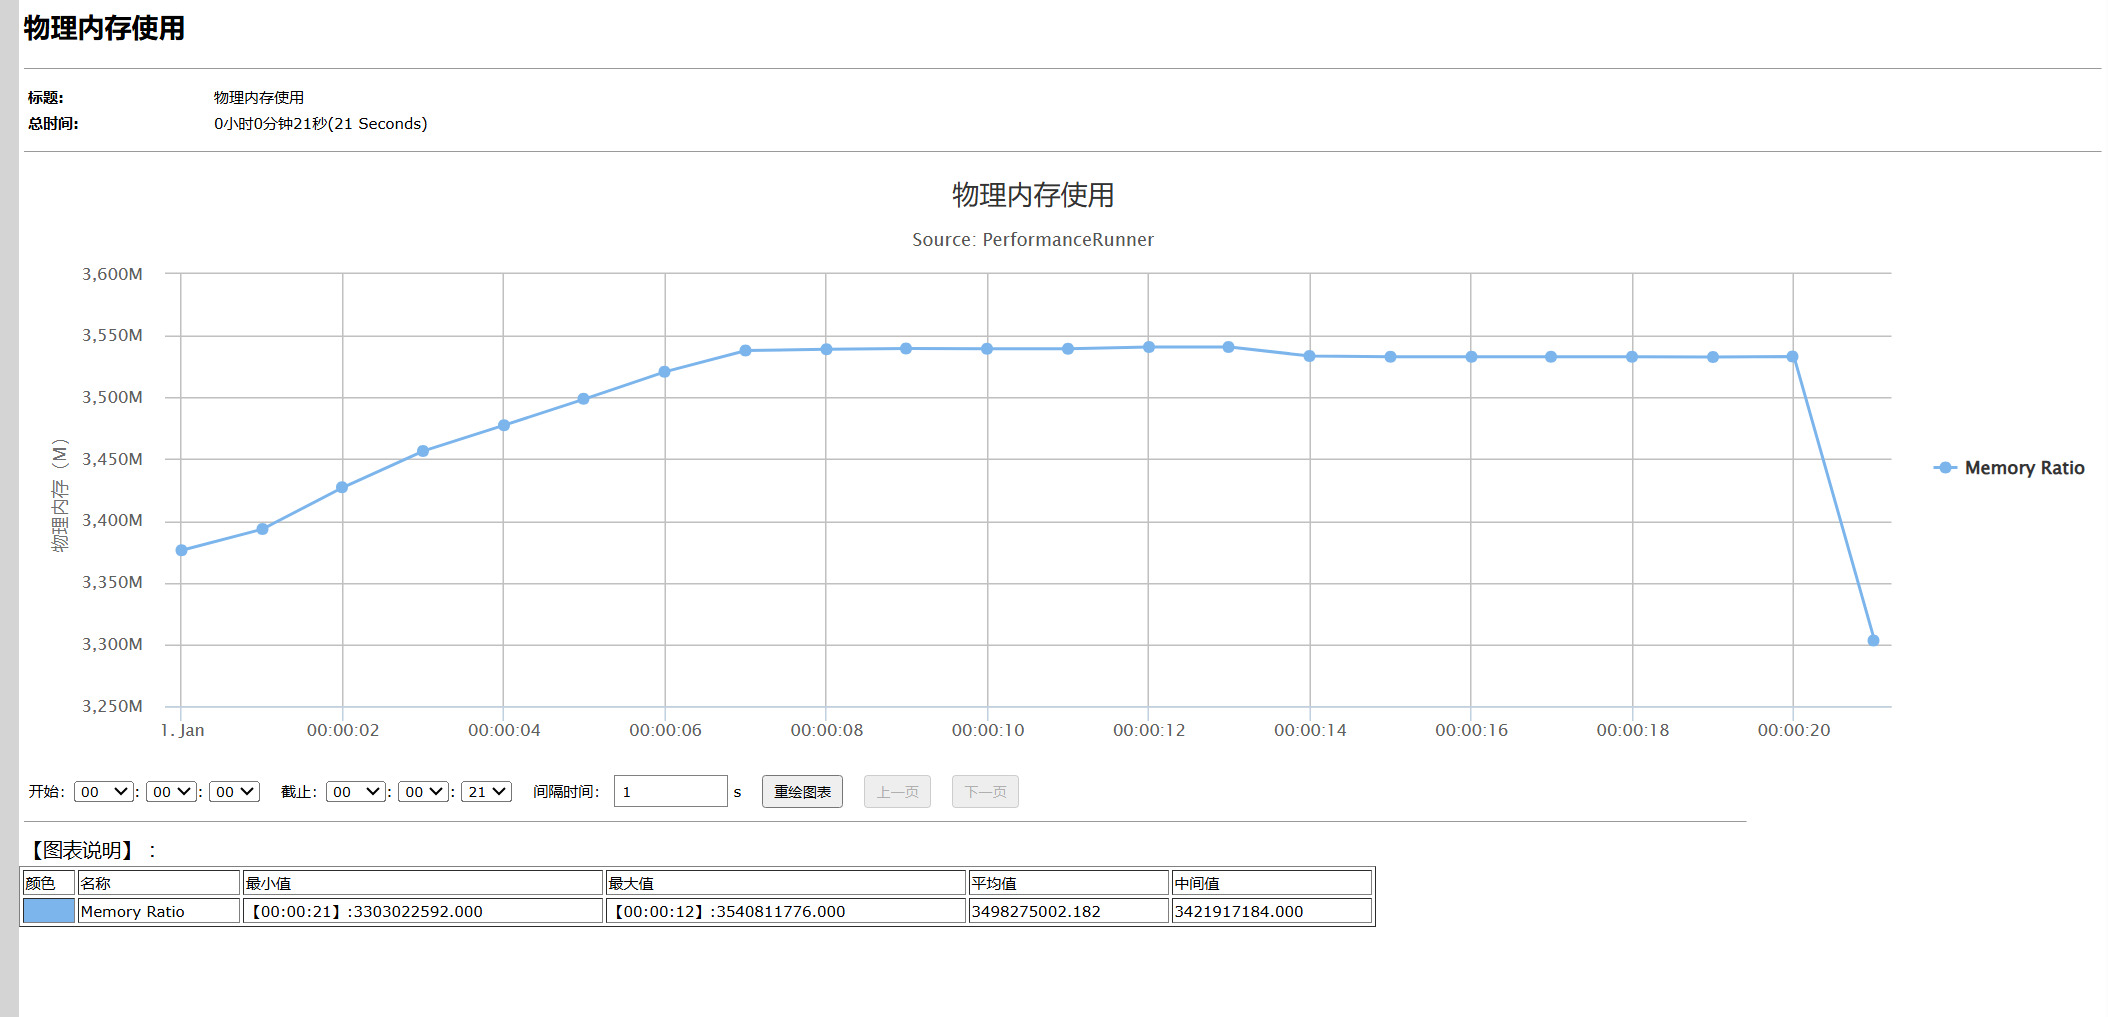 物理内存使用
标题: 物理内存使用
总时间: 0小时0分钟21秒(21 Seconds)
物理内存使用
Source: PerformanceRunner
3,600M
3,550M
3,500M
3,450M
3,400M
3,350M
3,300M
3,250M
物理内存（M）
1. Jan 00:00:02 00:00:04 00:00:06 00:00:08 00:00:10 00:00:12 00:00:14 00:00:16 00:00:18 00:00:20
Memory Ratio
开始: 00 : 00 : 00 截止: 00 : 00 : 21 间隔时间: 1 s 重绘图表 上一页 下一页
【图表说明】：
颜色 名称 最小值 最大值 平均值 中间值
Memory Ratio 【00:00:21】:3303022592.000 【00:00:12】:3540811776.000 3498275002.182 3421917184.000